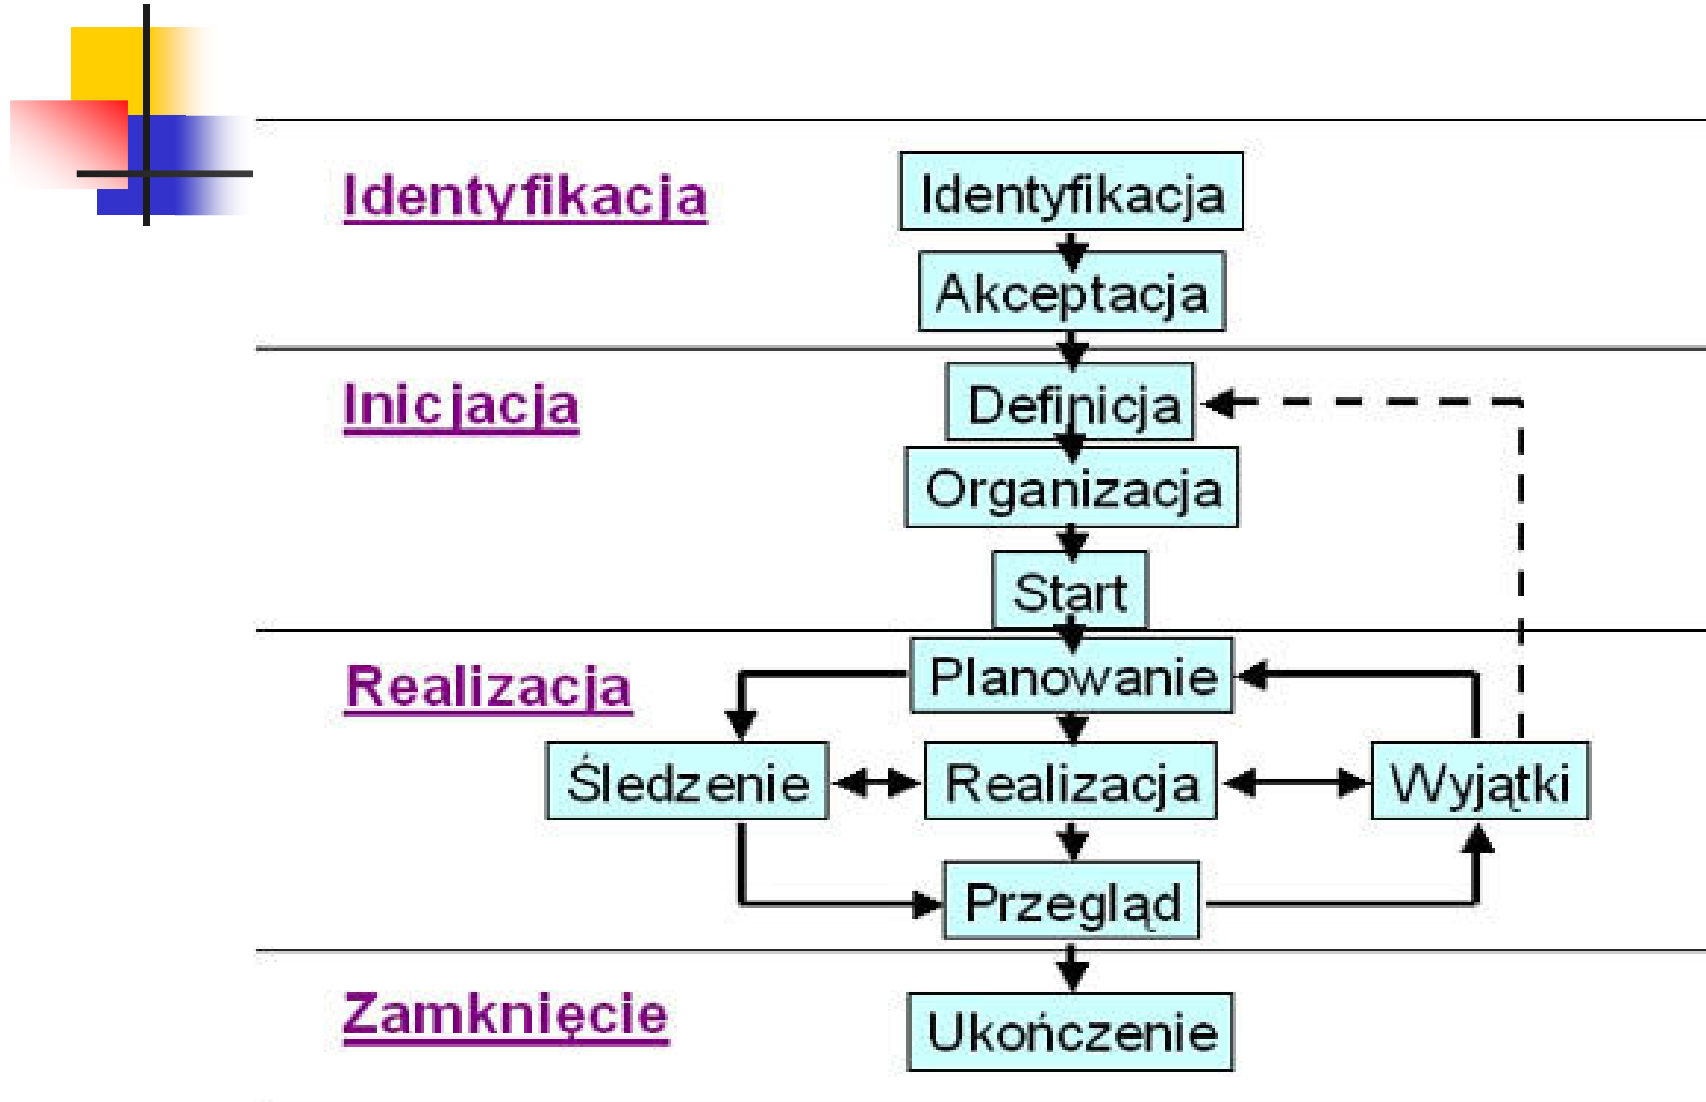 Identyfikacja
Identyfikacja
Akceptacja
Inicjacja
Definicja
Organizacja
Start
Realizacja
Planowanie
Śledzenie
Realizacja
Wyjątki
Przegląd
Zamknięcie
Ukończenie